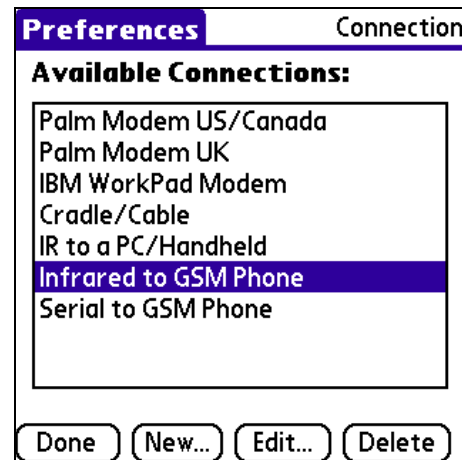 Preferences Connection
Available Connections:
Palm Modem US/Canada
Palm Modem UK
IBM WorkPad Modem
Cradle/Cable
IR to a PC/Handheld
Infrared to GSM Phone
Serial to GSM Phone
Done New... Edit... Delete